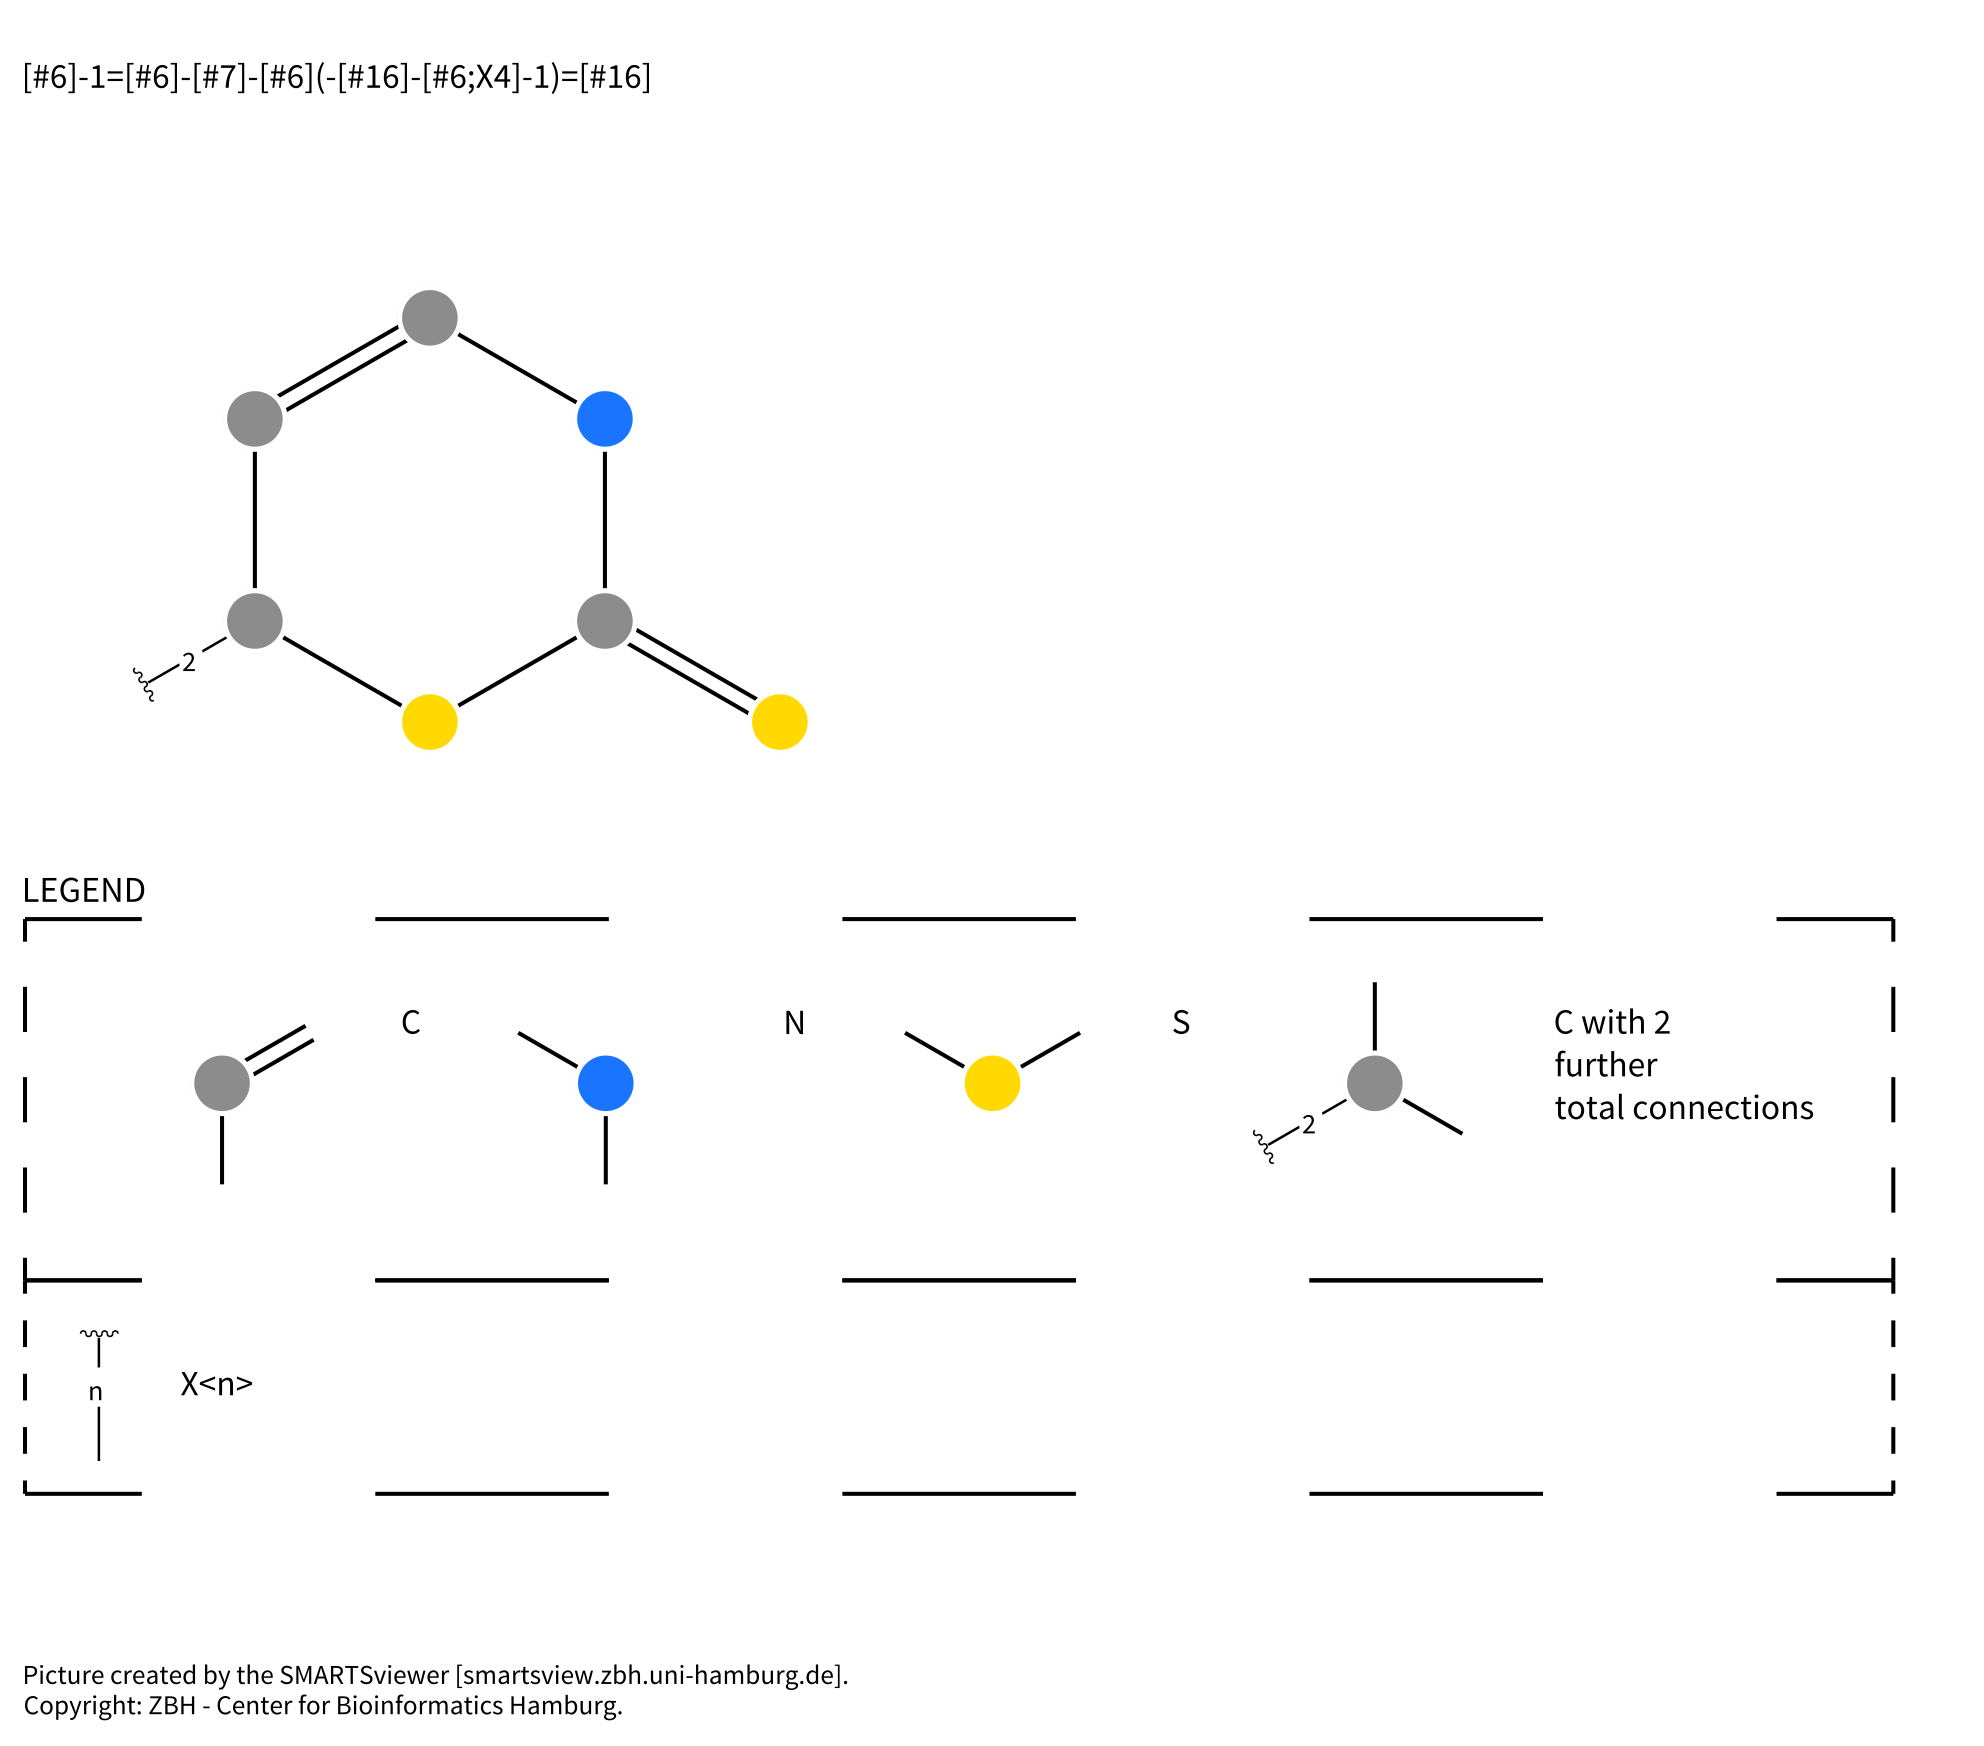 [#6]-1=[#6]-[#7]-[#6](-[#16]-[#6;X4]-1)=[#16]
2
LEGEND
C
N
S
C with 2
further
total connections
2
n
X<n>
Picture created by the SMARTSviewer [smartsview.zbh.uni-hamburg.de].
Copyright: ZBH - Center for Bioinformatics Hamburg.